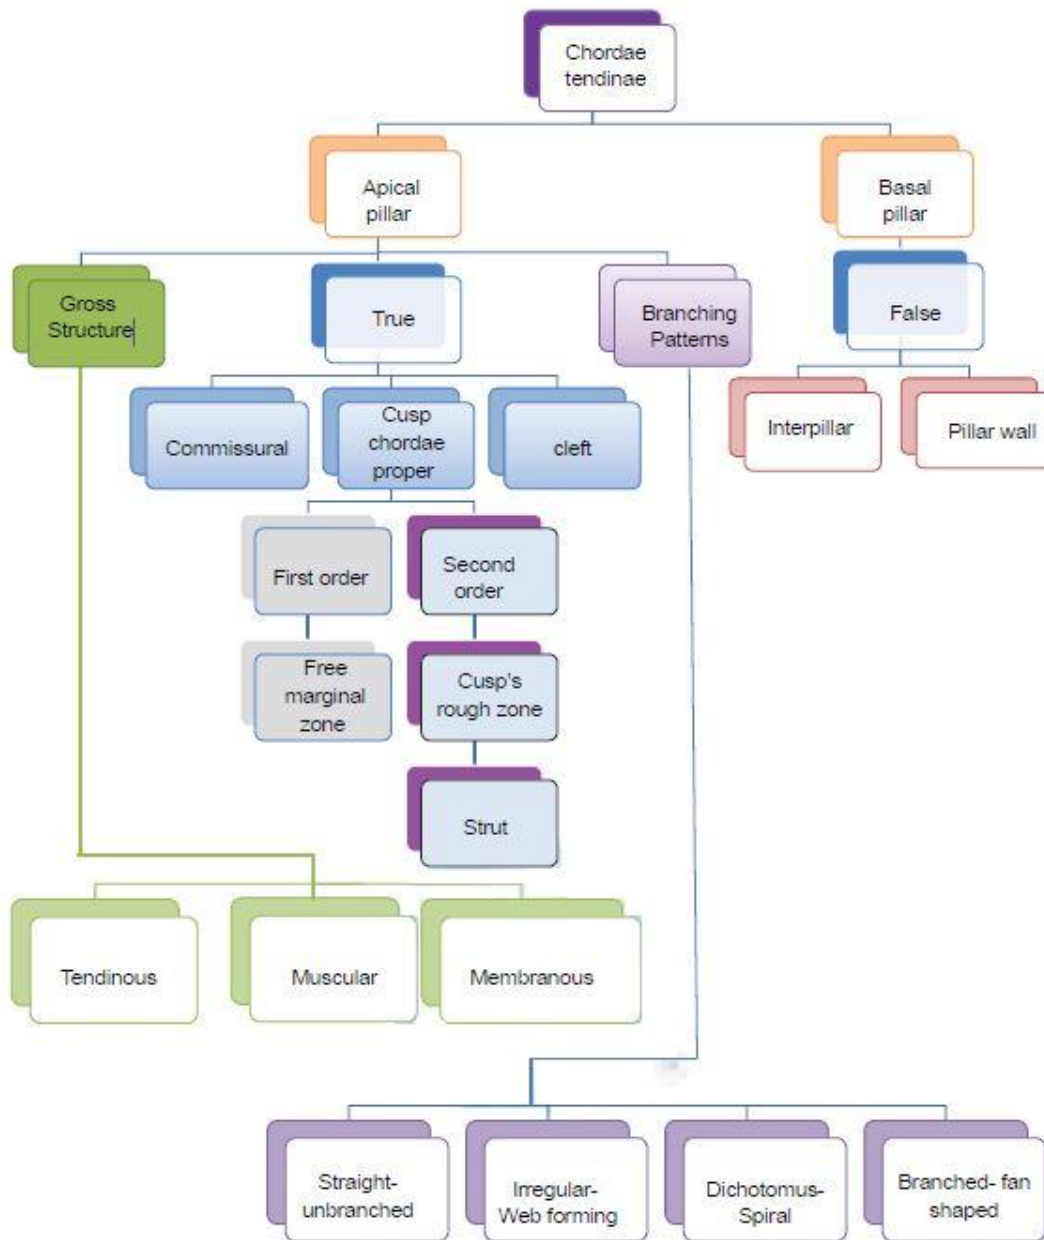 Chordae
tendinae
Apical
pillar
Basal
pillar
Gross
Structure
True
Branching
Patterns
False
Commissural
Cusp
chordae
proper
cleft
Interpillar
Pillar wall
First order
Second
order
Free
marginal
zone
Cusp's
rough zone
Strut
Tendinous
Muscular
Membranous
Straight-
unbranched
Irregular-
Web forming
Dichotomus-
Spiral
Branched- fan
shaped